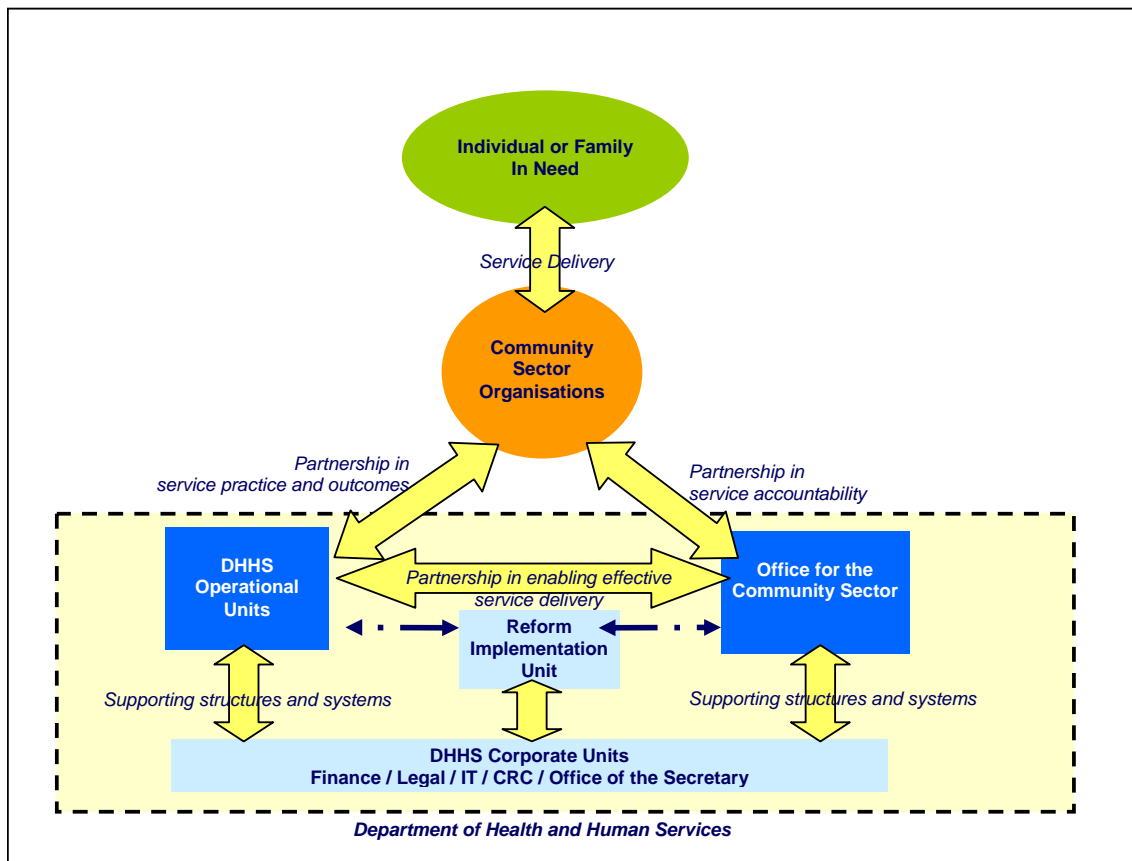 Individual or Family
In Need
Service Delivery
Community
Sector
Organisations
Partnership in
service practice and outcomes
Partnership in
service accountability
DHHS
Operational
Units
Partnership in enabling effective
service delivery
Office for the
Community Sector
Reform
Implementation
Unit
Supporting structures and systems
Supporting structures and systems
DHHS Corporate Units
Finance / Legal / IT / CRC / Office of the Secretary
Department of Health and Human Services